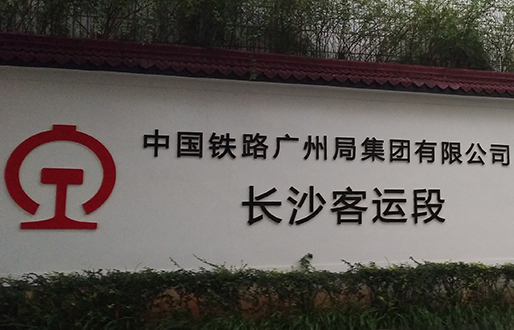 中国铁路广州局集团有限公司
长沙客运段